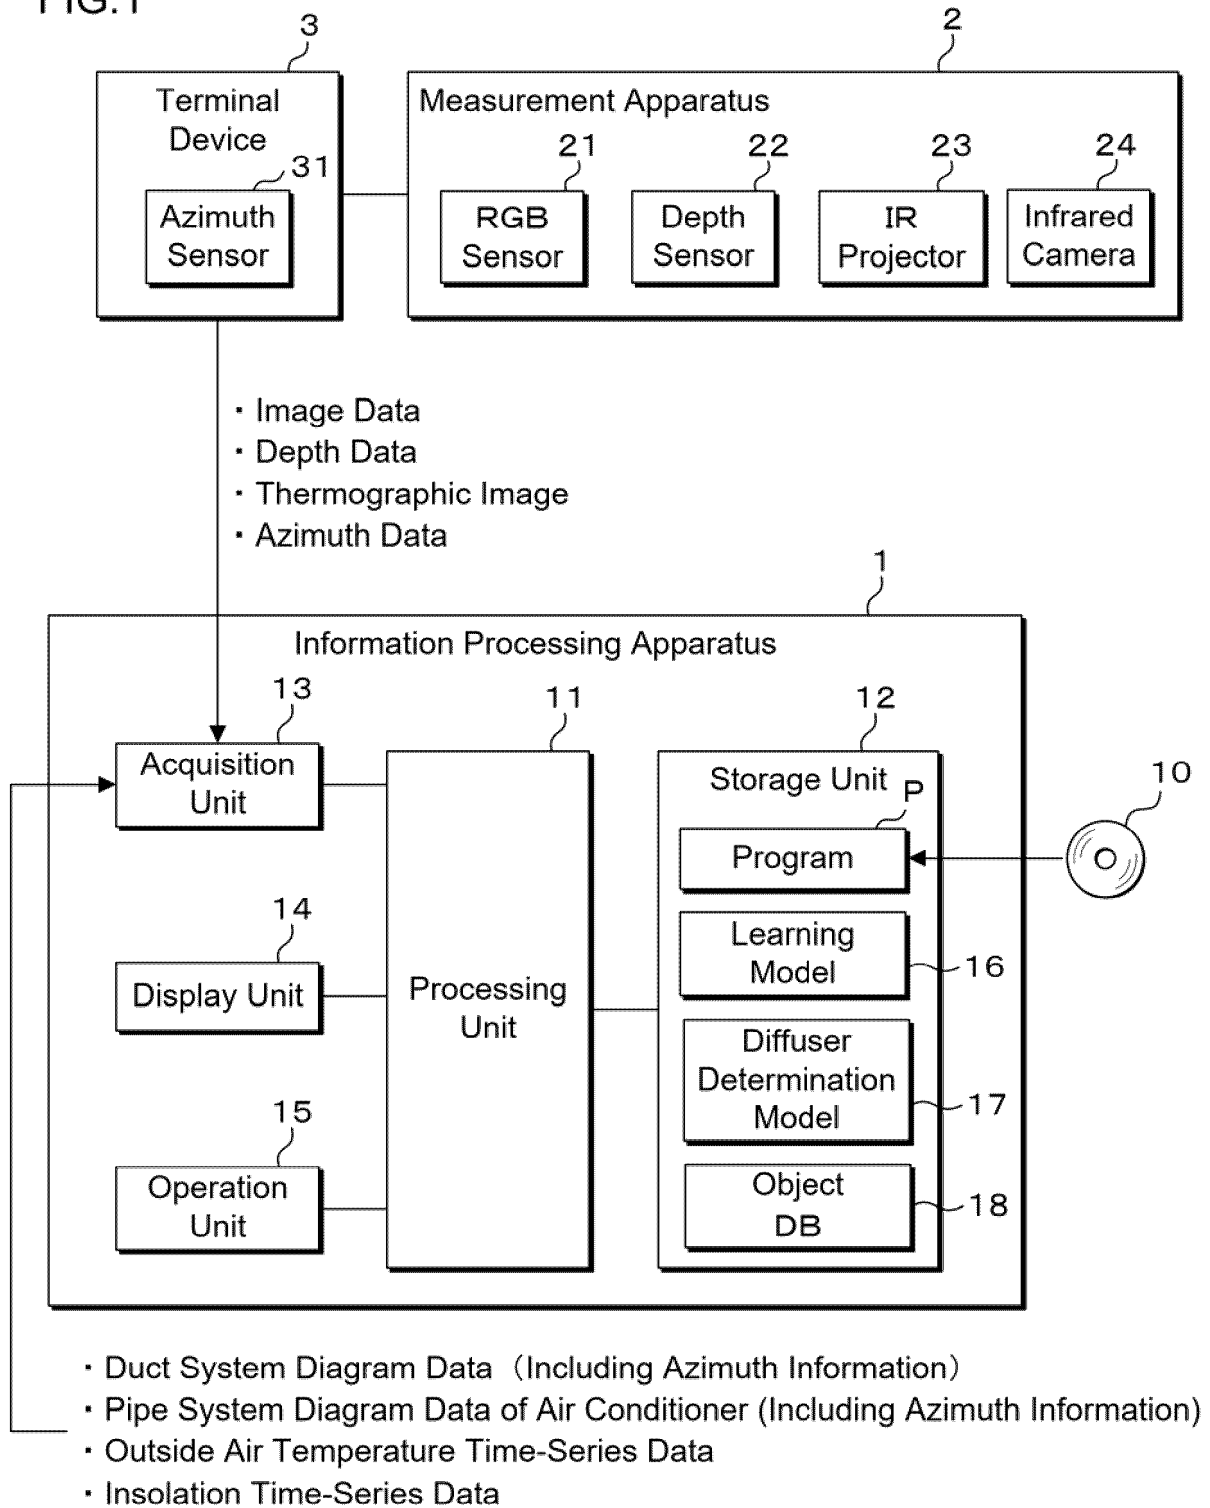 FIG.1
3
2
Terminal
Device
31
Azimuth
Sensor
Measurement Apparatus
21
22
23
24
RGB
Sensor
Depth
Sensor
IR
Projector
Infrared
Camera
・Image Data
・Depth Data
・Thermographic Image
・Azimuth Data
1
Information Processing Apparatus
13
11
12
Acquisition
Unit
Storage Unit
P
10
Program
14
Display Unit
Processing
Unit
Learning
Model
16
Diffuser
Determination
Model
17
15
Operation
Unit
Object
DB
18
・Duct System Diagram Data（Including Azimuth Information）
・Pipe System Diagram Data of Air Conditioner (Including Azimuth Information)
・Outside Air Temperature Time-Series Data
・Insolation Time-Series Data